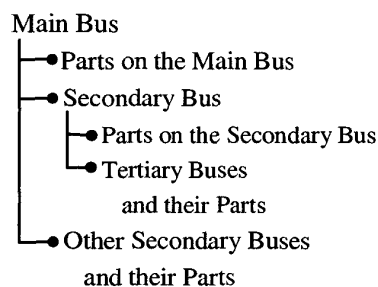 Main Bus
Parts on the Main Bus
Secondary Bus
Parts on the Secondary Bus
Tertiary Buses
and their Parts
Other Secondary Buses
and their Parts